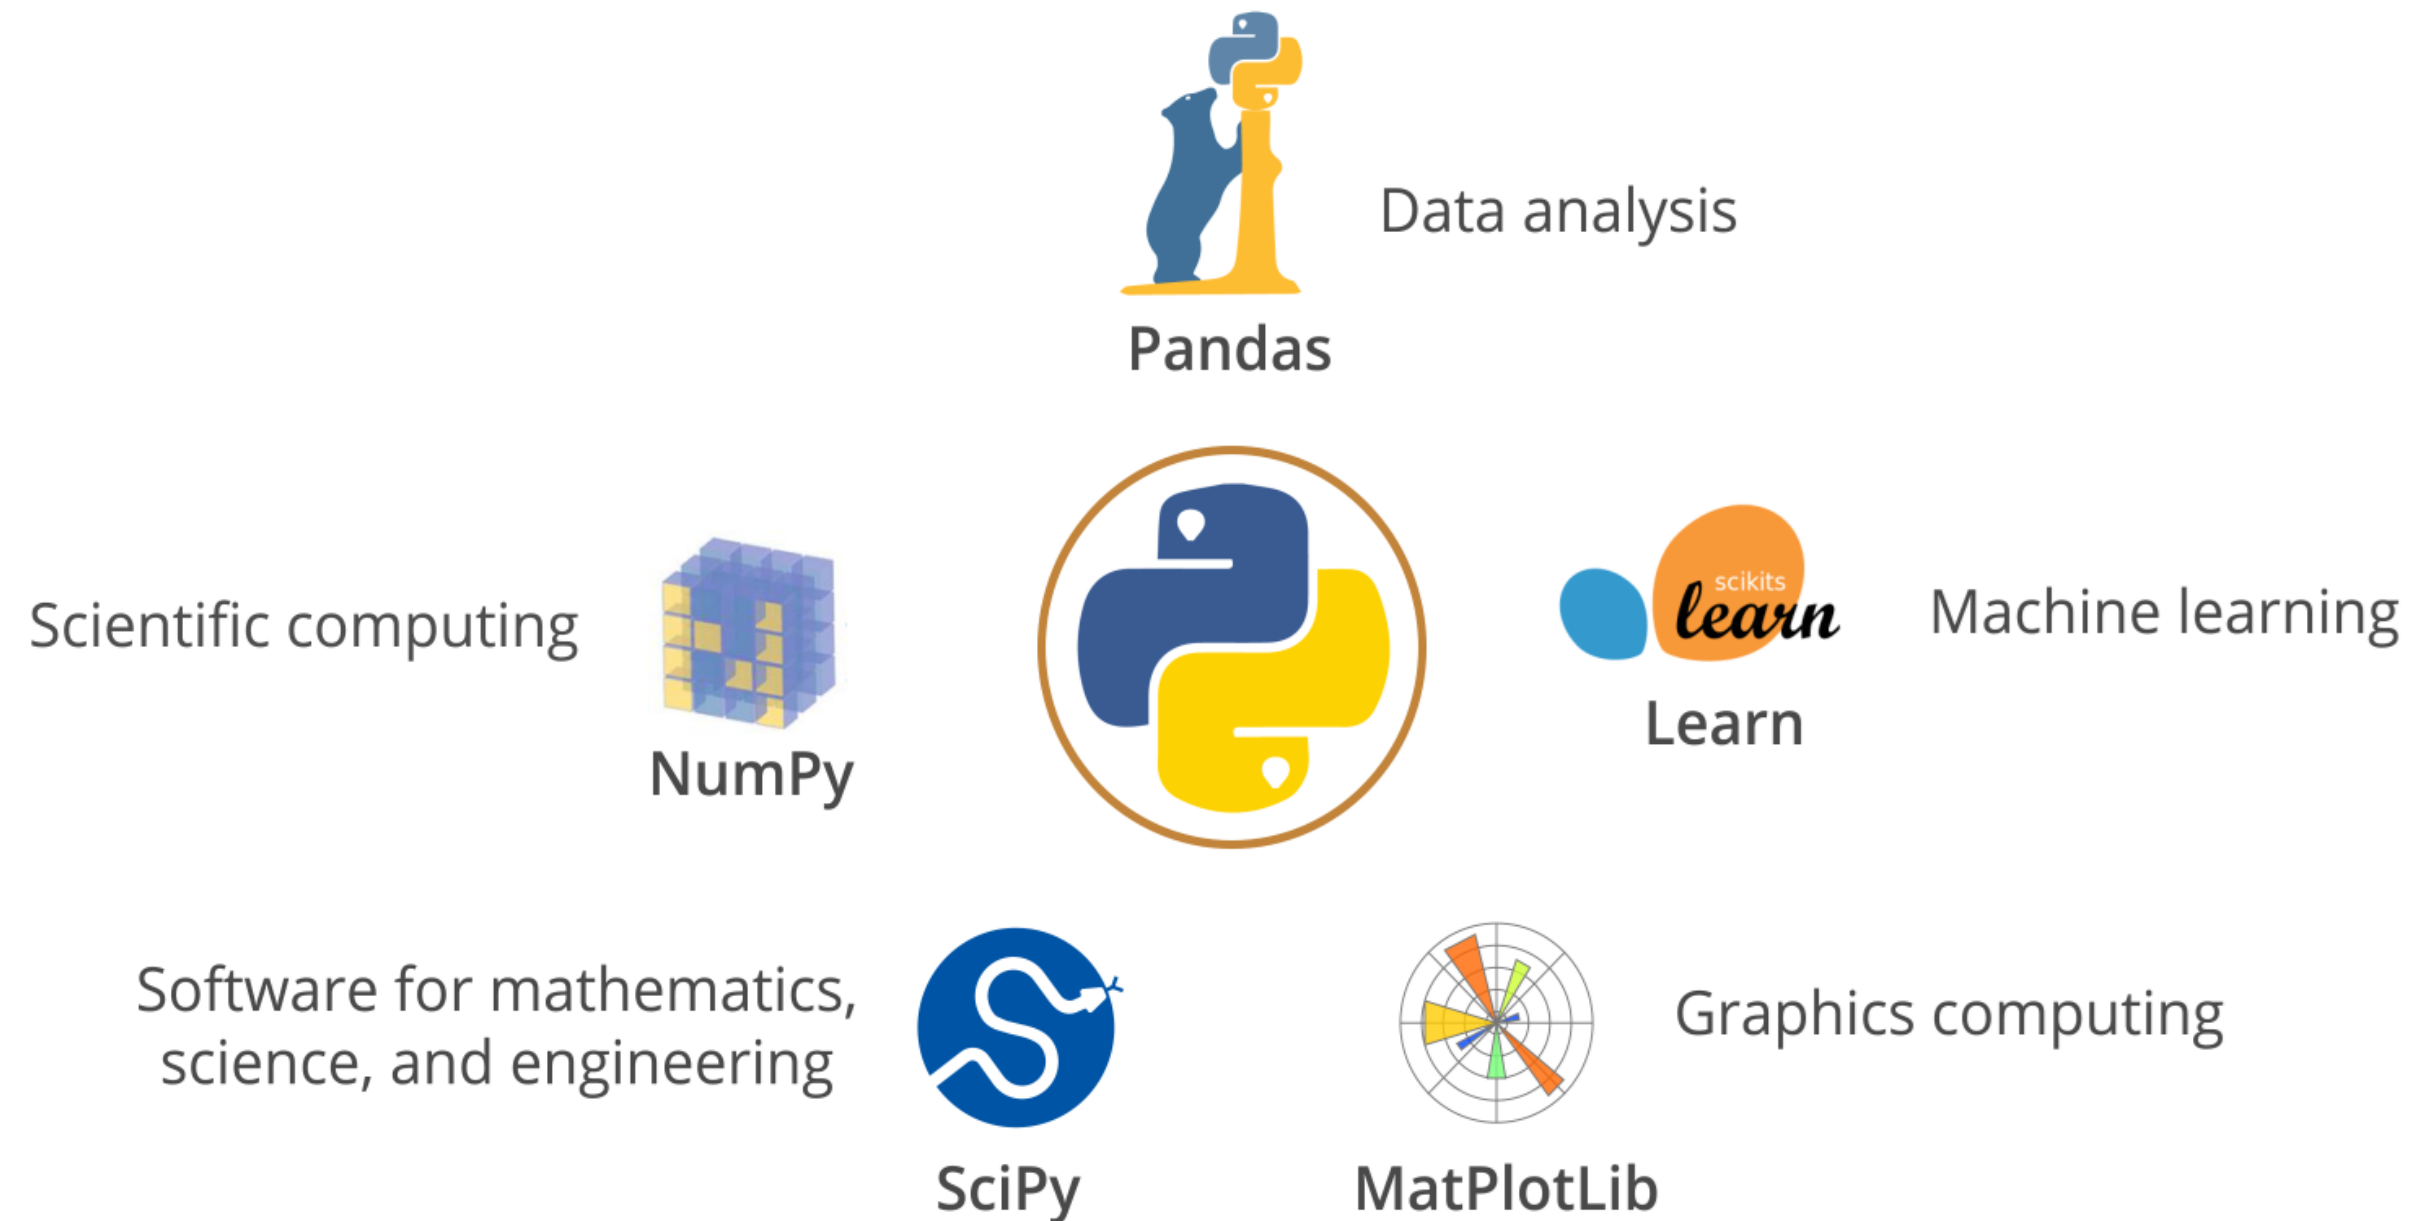 Data analysis
Pandas
Scientific computing
NumPy
scikits
learn
Learn
Machine learning
Software for mathematics,
science, and engineering
SciPy
MatPlotLib
Graphics computing